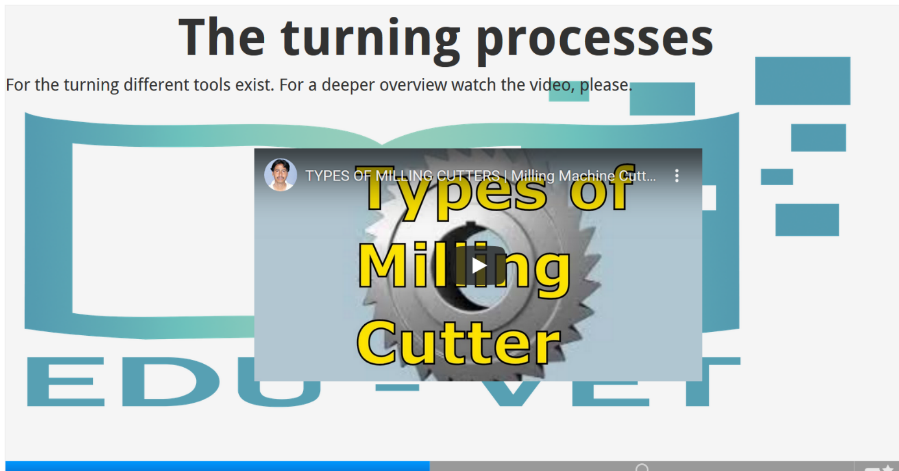 The turning processes
For the turning different tools exist. For a deeper overview watch the video, please.
TYPES OF MILLING CUTTERS | Milling Machine Cutt...
Types of
Milling
Cutter
EDU - VET